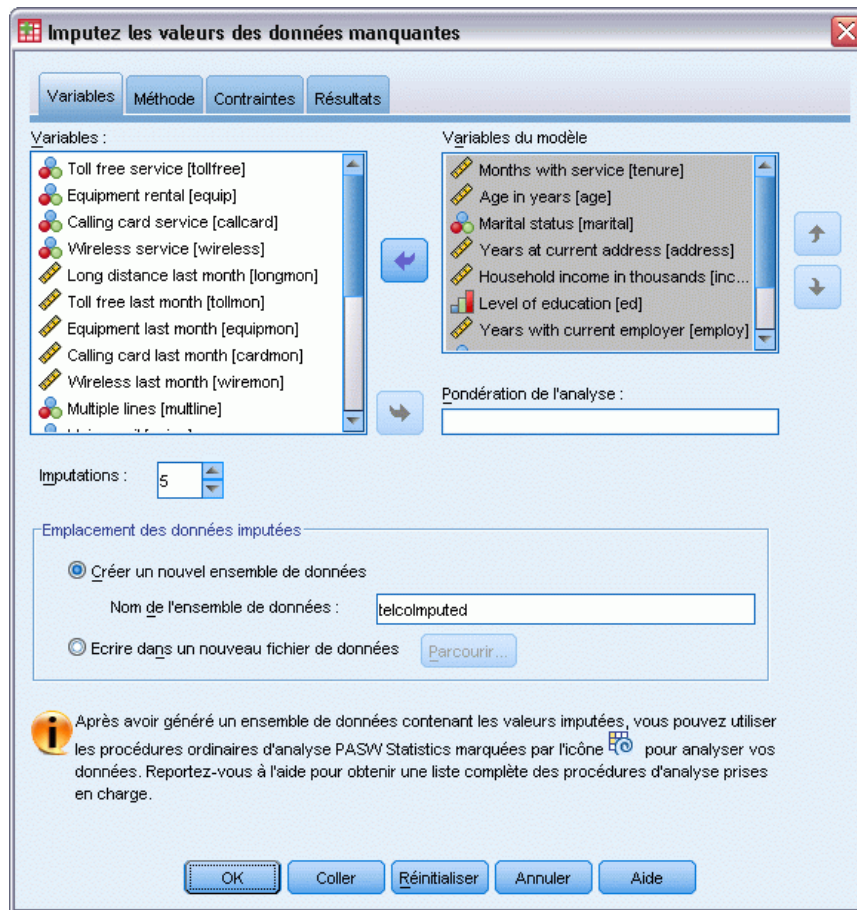 Imputez les valeurs des données manquantes
Variables
Méthode
Contraintes
Résultats
Variables :
Toll free service [tollfree]
Equipment rental [equip]
Calling card service [callcard]
Wireless service [wireless]
Long distance last month [longmon]
Toll free last month [tollmon]
Equipment last month [equipmon]
Calling card last month [cardmon]
Wireless last month [wiremon]
Multiple lines [multline]
Variables du modèle
Months with service [tenure]
Age in years [age]
Marital status [marital]
Years at current address [address]
Household income in thousands [inc...
Level of education [ed]
Years with current employer [employ]
Pondération de l'analyse :
Imputations :
5
Emplacement des données imputées
Créer un nouvel ensemble de données
Nom de l'ensemble de données :
telcoImputed
Ecrire dans un nouveau fichier de données
Parcourir...
Après avoir généré un ensemble de données contenant les valeurs imputées, vous pouvez utiliser
les procédures ordinaires d'analyse PASW Statistics marquées par l'icône pour analyser vos
données. Reportez-vous à l'aide pour obtenir une liste complète des procédures d'analyse prises
en charge.
OK
Coller
Réinitialiser
Annuler
Aide